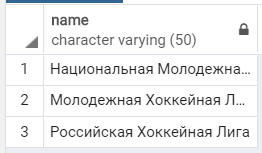 name
character varying (50)
1 Национальная Молодежна...
2 Молодежная Хоккейная Л...
3 Российская Хоккейная Лига